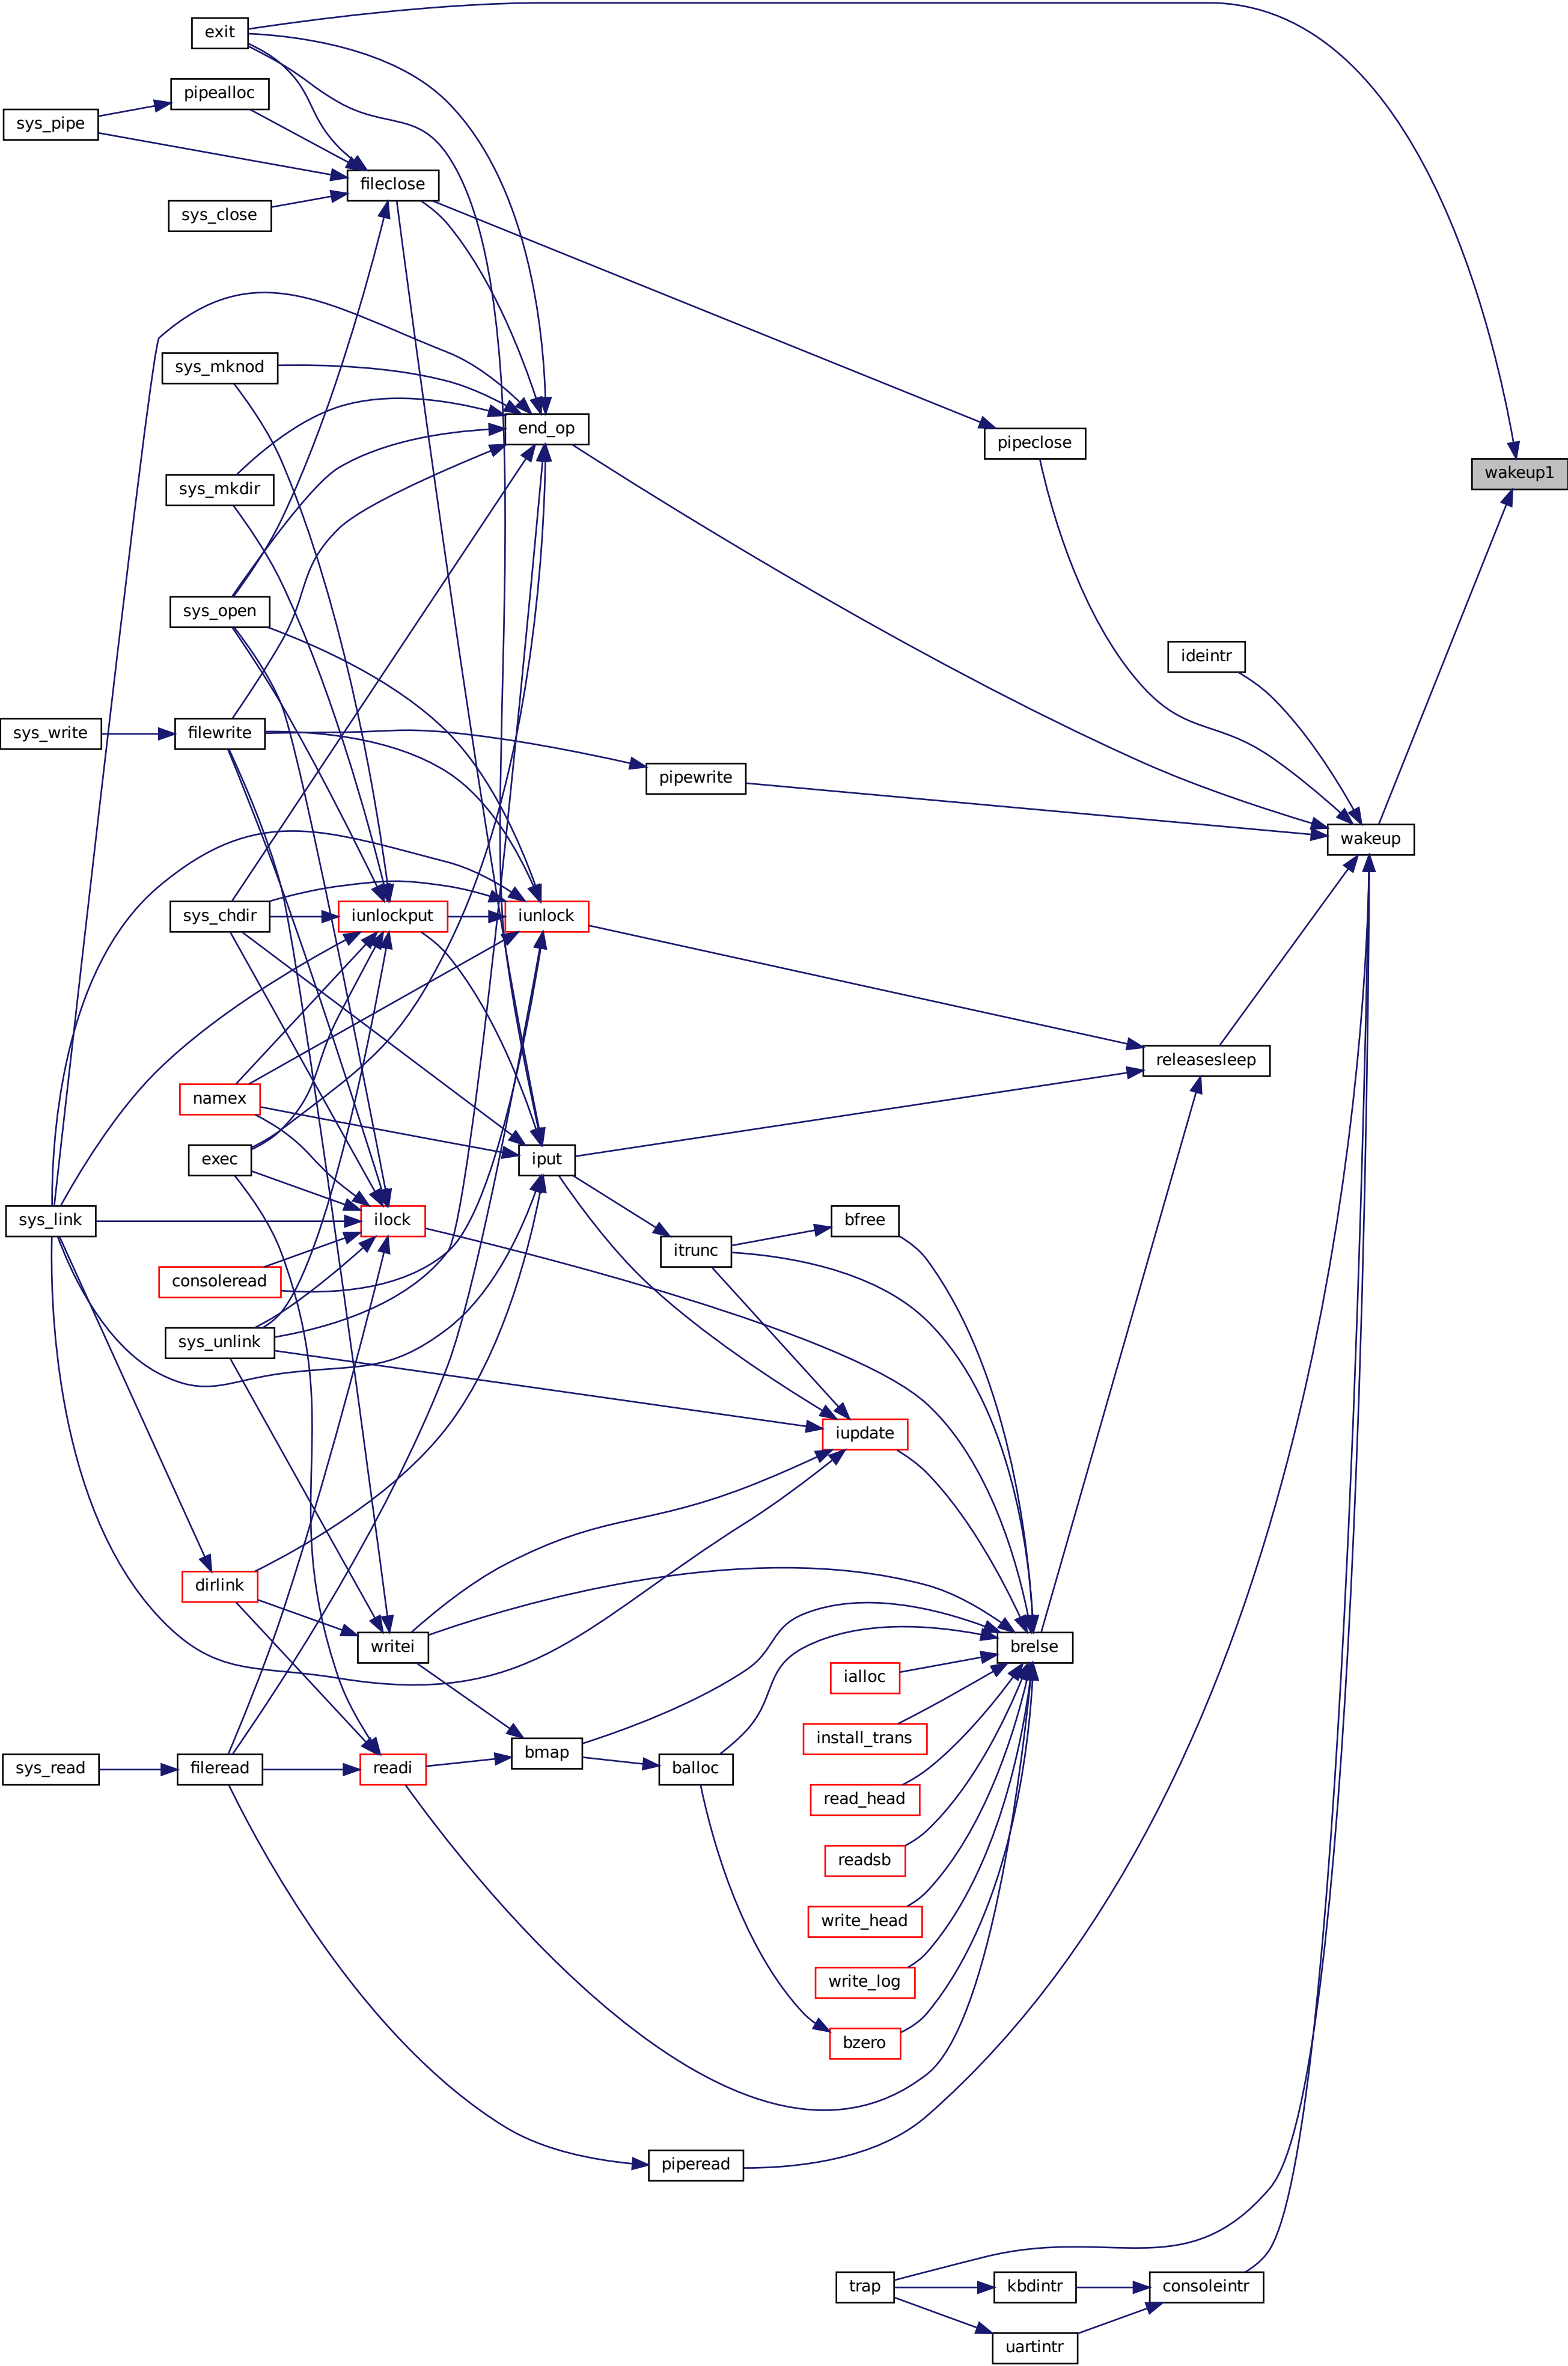 exit
pipealloc
sys_pipe
fileclose
sys_close
sys_mknod
end_op
pipeclose
wakeup1
sys_mkdir
sys_open
ideintr
sys_write
filewrite
pipewrite
wakeup
sys_chdir
iunlockput
iunlock
releasesleep
namex
exec
iput
sys_link
ilock
bfree
itrunc
consoleread
sys_unlink
iupdate
dirlink
writei
brelse
ialloc
install_trans
bmap
sys_read
fileread
readi
balloc
read_head
readsb
write_head
write_log
bzero
piperead
trap
kbdintr
consoleintr
uartintr